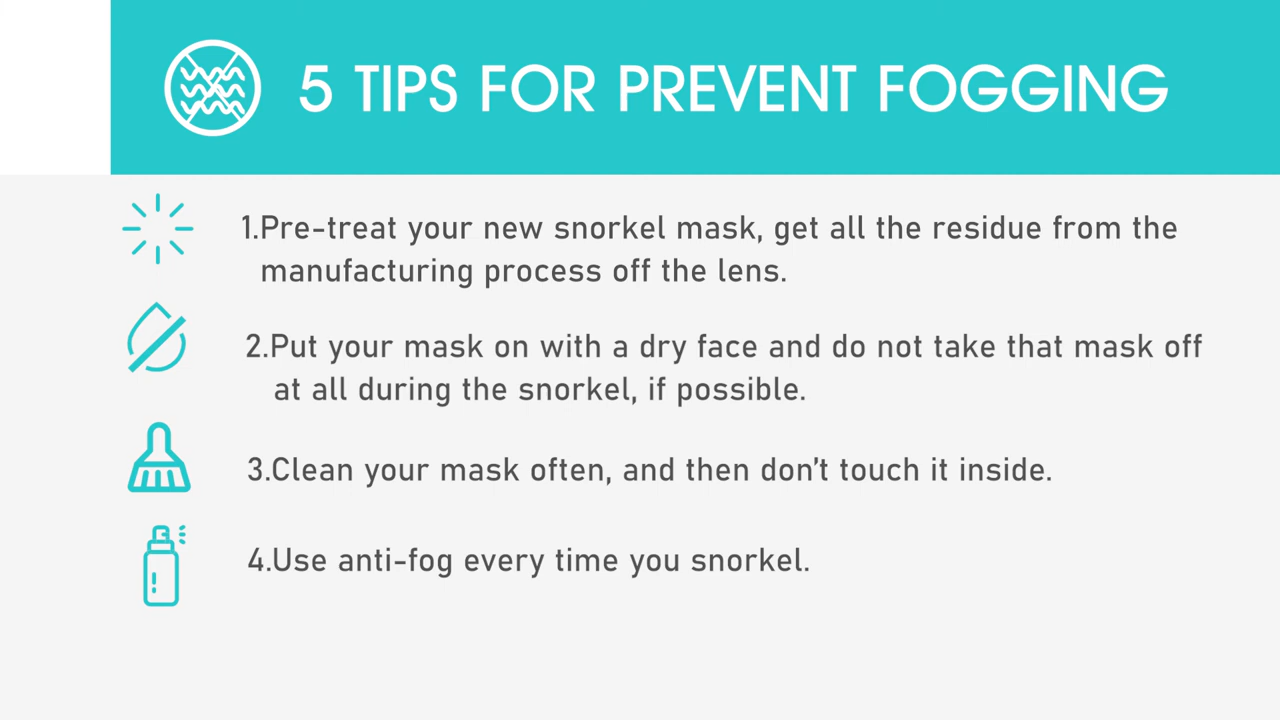 5 TIPS FOR PREVENT FOGGING
1.Pre-treat your new snorkel mask, get all the residue from the
manufacturing process off the lens.
2.Put your mask on with a dry face and do not take that mask off
at all during the snorkel, if possible.
3.Clean your mask often, and then don’t touch it inside.
4.Use anti-fog every time you snorkel.